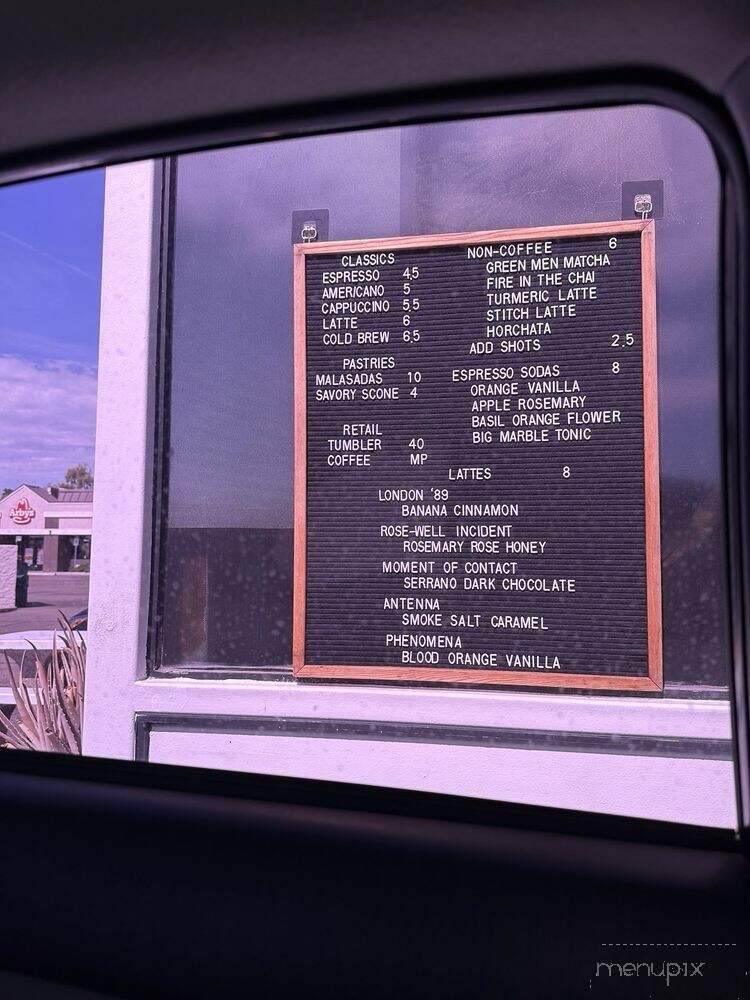 CLASSICS
ESPRESSO 4.5
AMERICANO 5
CAPPUCCINO 5.5
LATTE 6
COLD BREW 6.5
PASTRIES
MALASADAS 10
SAVORY SCONE 4
RETAIL
TUMBLER 40
COFFEE MP
NON-COFFEE 6
GREEN MEN MATCHA
FIRE IN THE CHAI
TURMERIC LATTE
STITCH LATTE
HORCHATA
ADD SHOTS 2.5
ESPRESSO SODAS 8
ORANGE VANILLA
APPLE ROSEMARY
BASIL ORANGE FLOWER
BIG MARBLE TONIC
LATTES 8
LONDON '89
BANANA CINNAMON
ROSE-WELL INCIDENT
ROSEMARY ROSE HONEY
MOMENT OF CONTACT
SERRANO DARK CHOCOLATE
ANTENNA
SMOKE SALT CARAMEL
PHENOMENA
BLOOD ORANGE VANILLA
Arby's
menupix